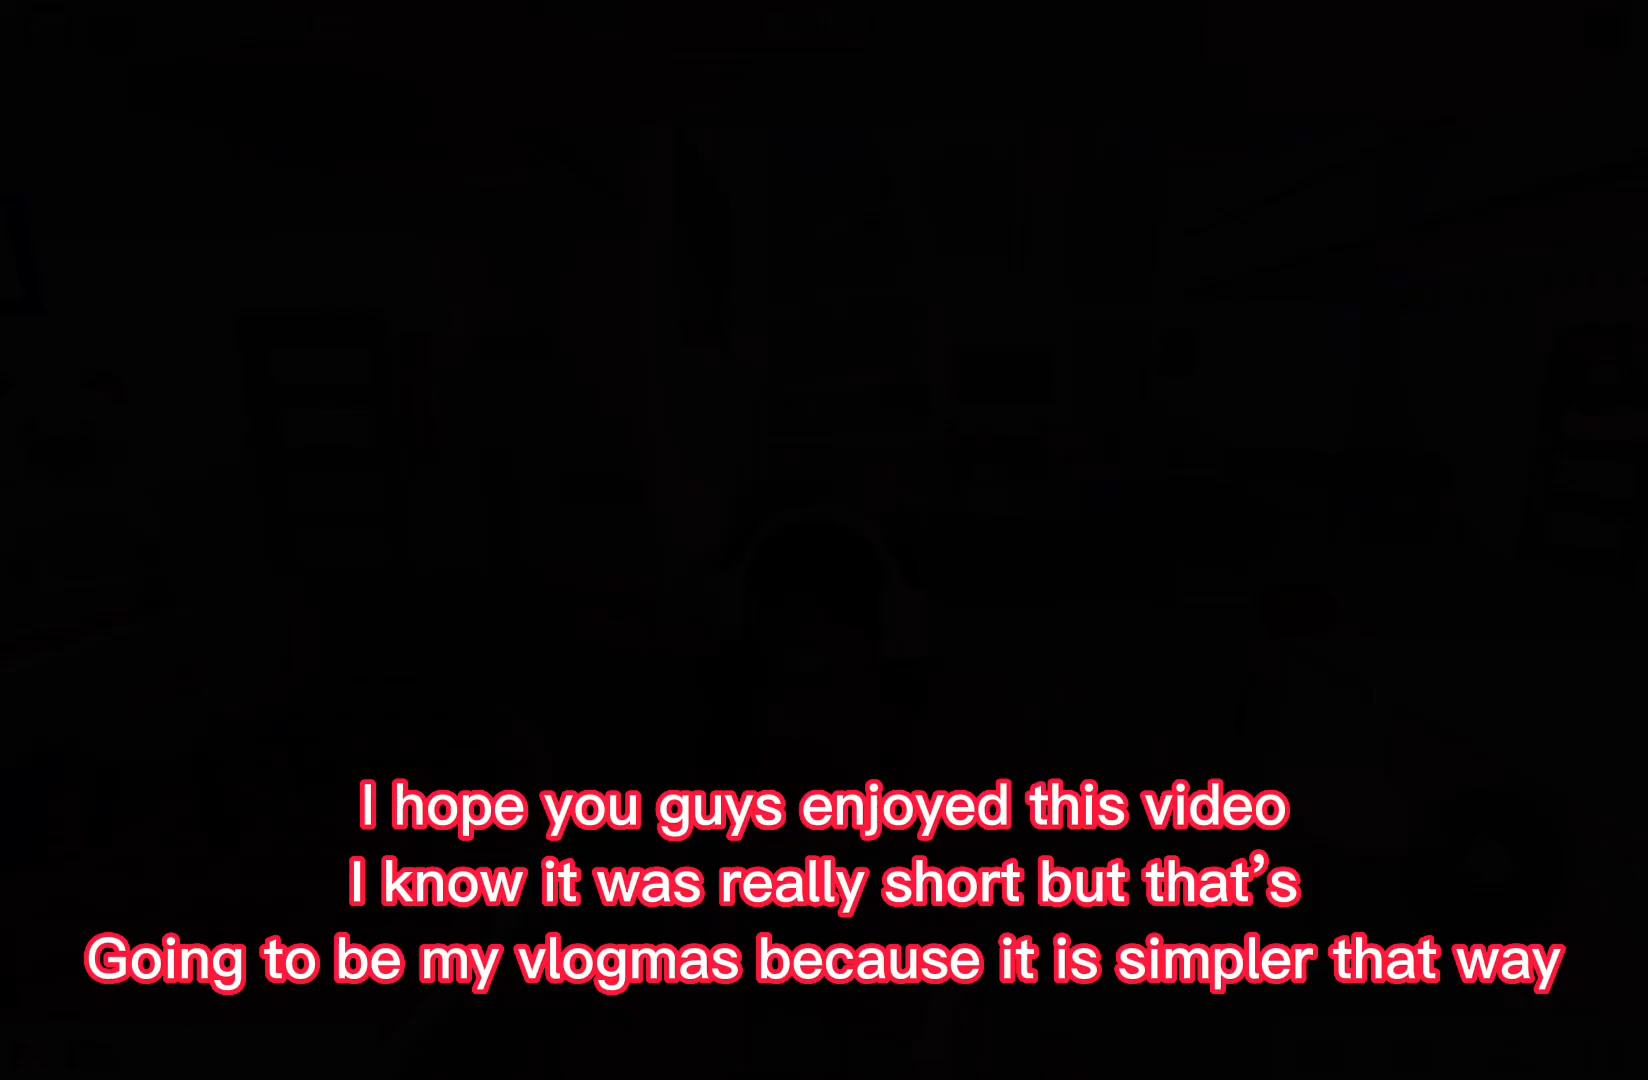 I hope you guys enjoyed this video
I know it was really short but that’s
Going to be my vlogmas because it is simpler that way